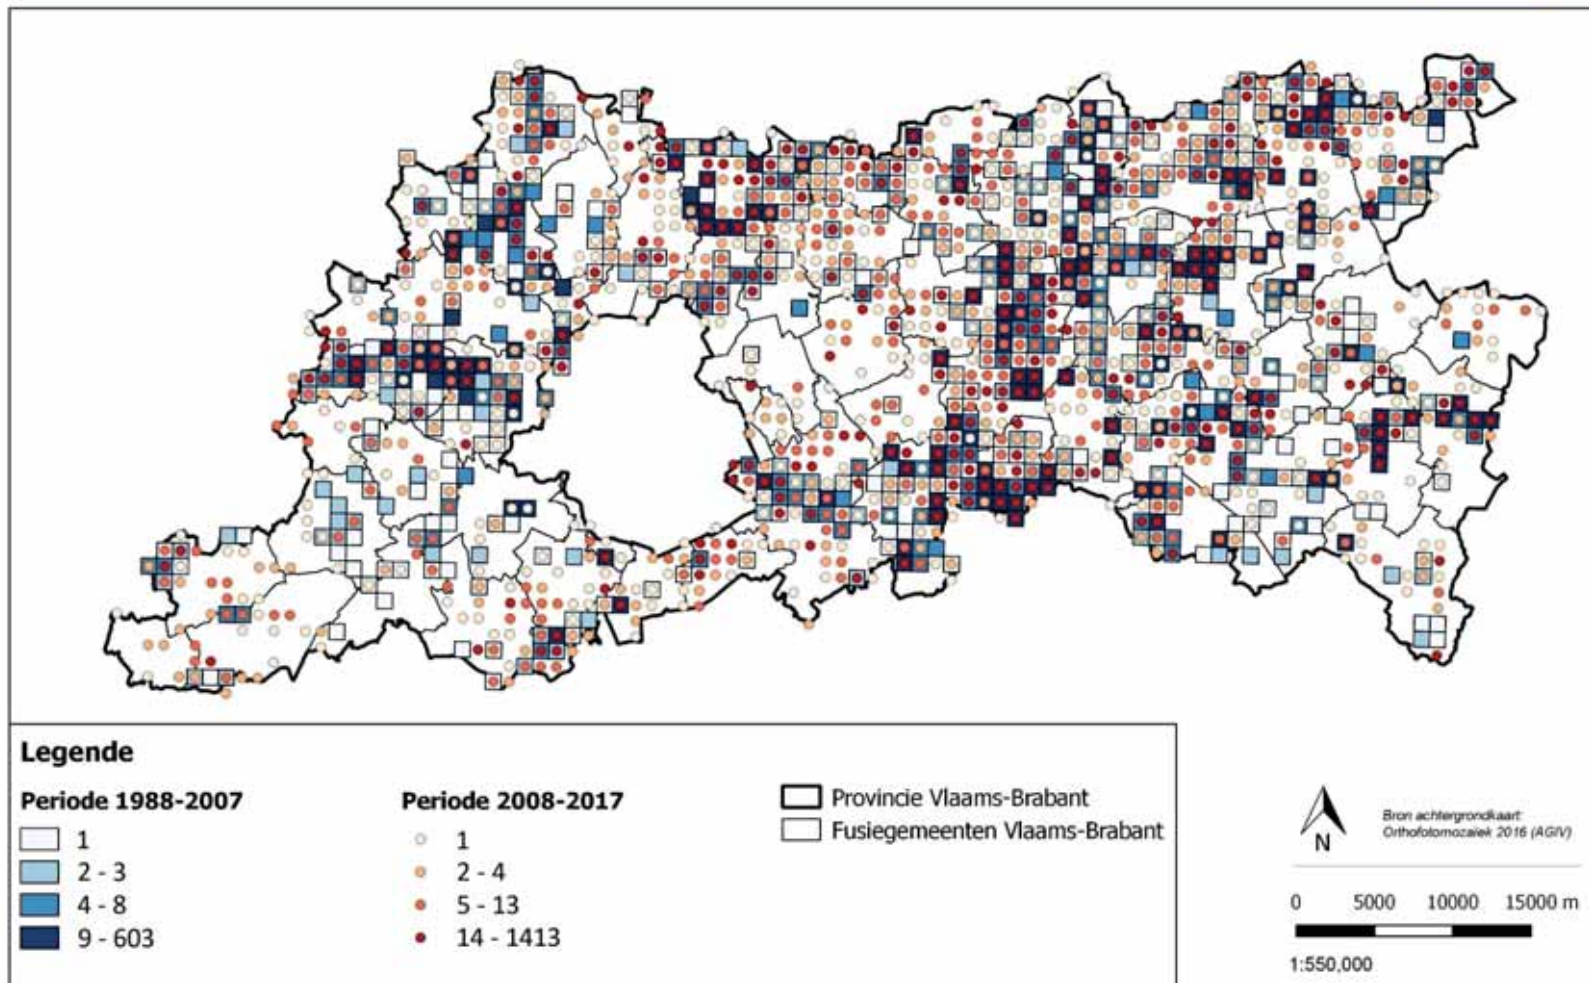 Legende
Periode 1988-2007
1
2 - 3
4 - 8
9 - 603
Periode 2008-2017
1
2 - 4
5 - 13
14 - 1413
Provincie Vlaams-Brabant
Fusiegemeenten Vlaams-Brabant
N
Bron achtergrondkaart:
Orthofotomozaïek 2016 (AGIV)
0 5000 10000 15000 m
1:550,000